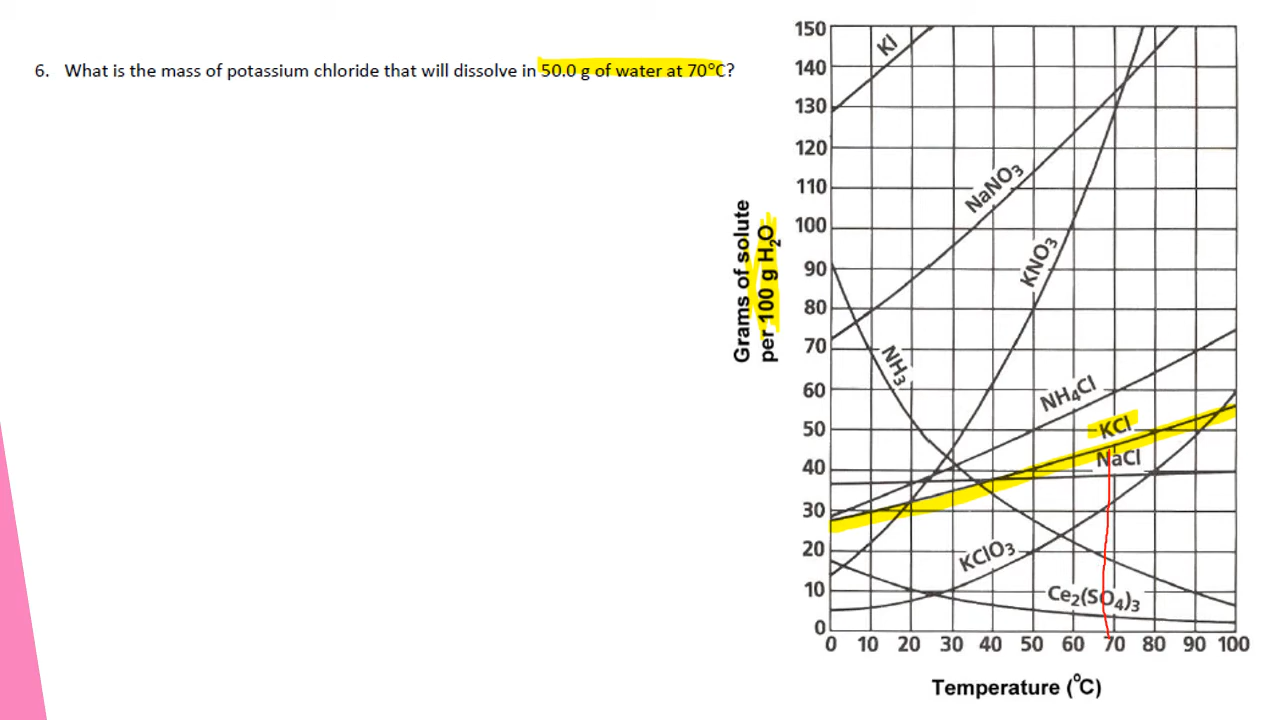 6. What is the mass of potassium chloride that will dissolve in 50.0 g of water at 70°C?
Grams of solute
per 100 g H₂O
150
140
130
120
110
100
90
80
70
60
50
40
30
20
10
0
KI
NaNO₃
KNO₃
NH₃
NH₄Cl
KCl
NaCl
KClO₃
Ce₂(SO₄)₃
0 10 20 30 40 50 60 70 80 90 100
Temperature (°C)